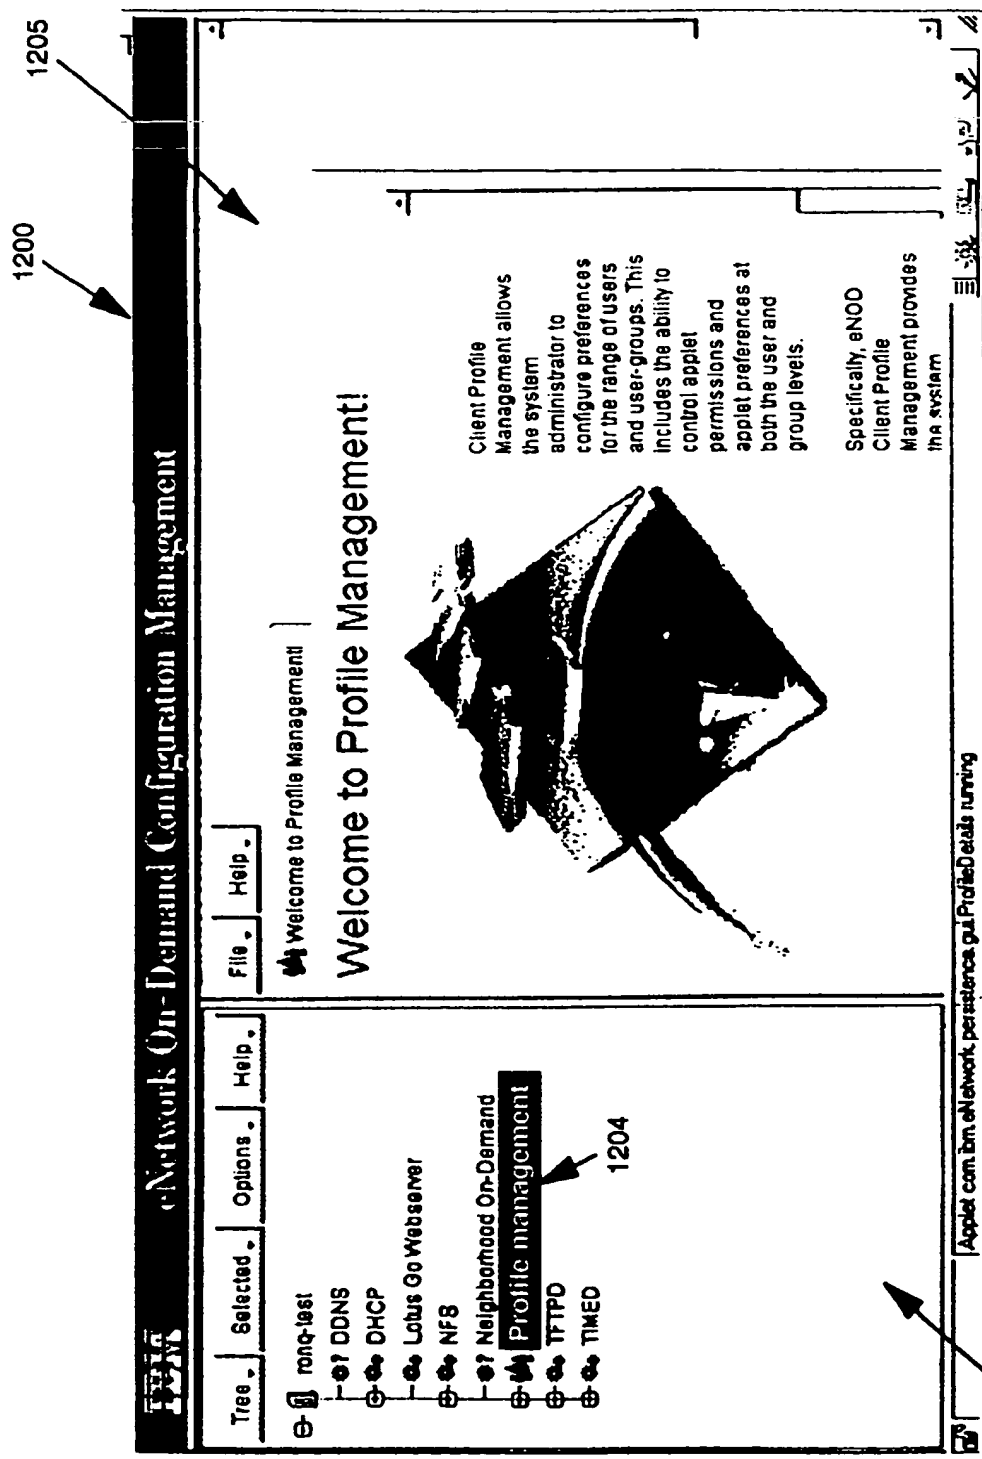 1200
1205
IBM eNetwork On-Demand Configuration Management
Tree Selected Options Help
ronq-test
DDNS
DHCP
Lotus Go Webserver
NFS
Neighborhood On-Demand
Profile management
TFTPD
TIMED
1204
File Help
Welcome to Profile Management!
Welcome to Profile Management!
Client Profile
Management allows
the system
administrator to
configure preferences
for the range of users
and user-groups. This
includes the ability to
control applet
permissions and
applet preferences at
both the user and
group levels.
Specifically, eNOD
Client Profile
Management provides
the system
Applet com.ibm.eNetwork.persistence.gui.ProfileDetails running